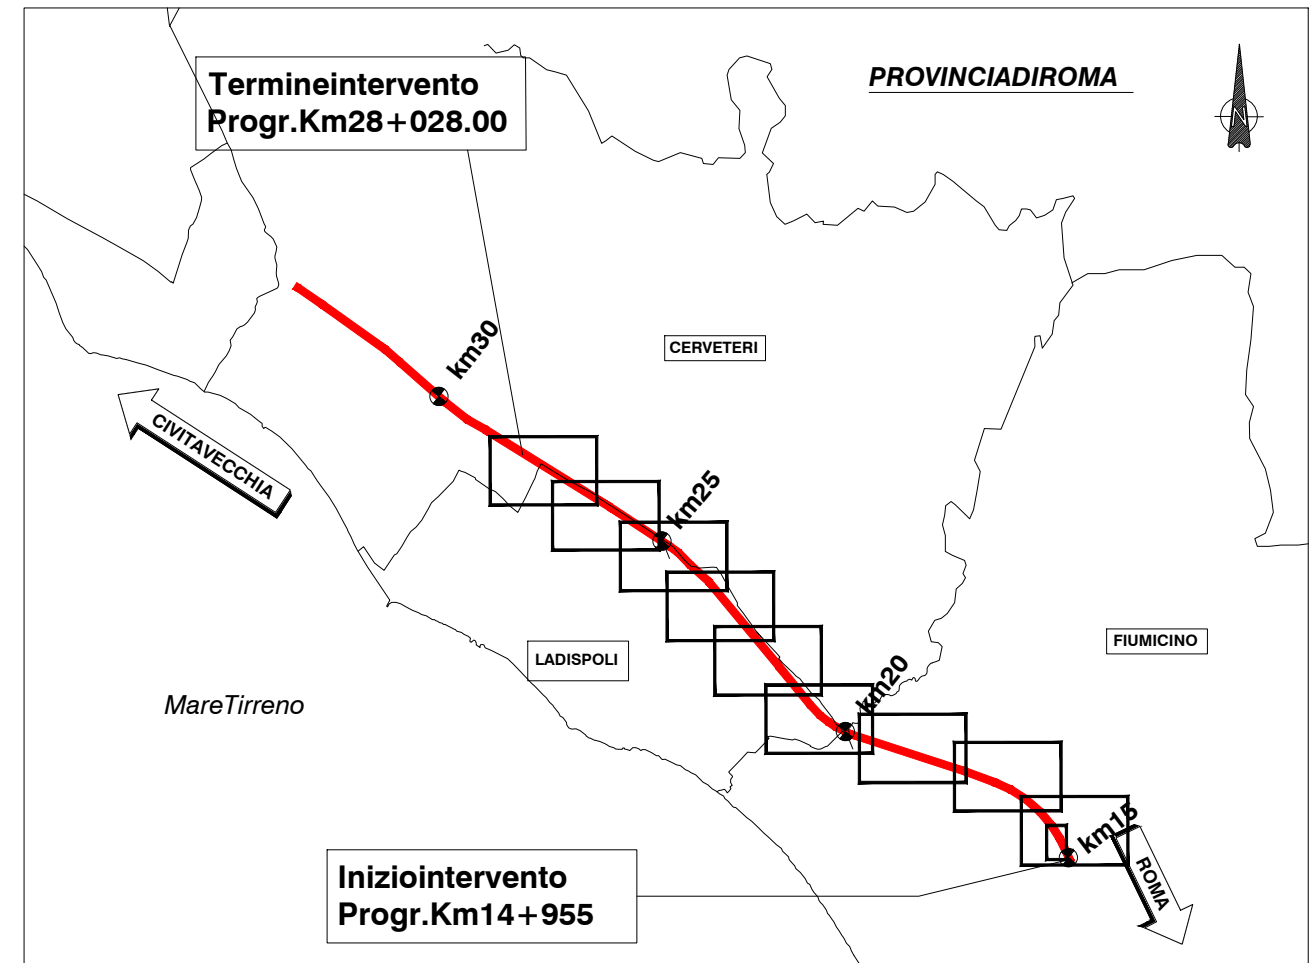 Termineintervento
Progr.Km28+028.00
PROVINCIADIROMA
N
km30
CERVETERI
CIVITAVECCHIA
km25
FIUMICINO
LADISPOLI
km20
MareTirreno
km15
ROMA
Iniziointervento
Progr.Km14+955